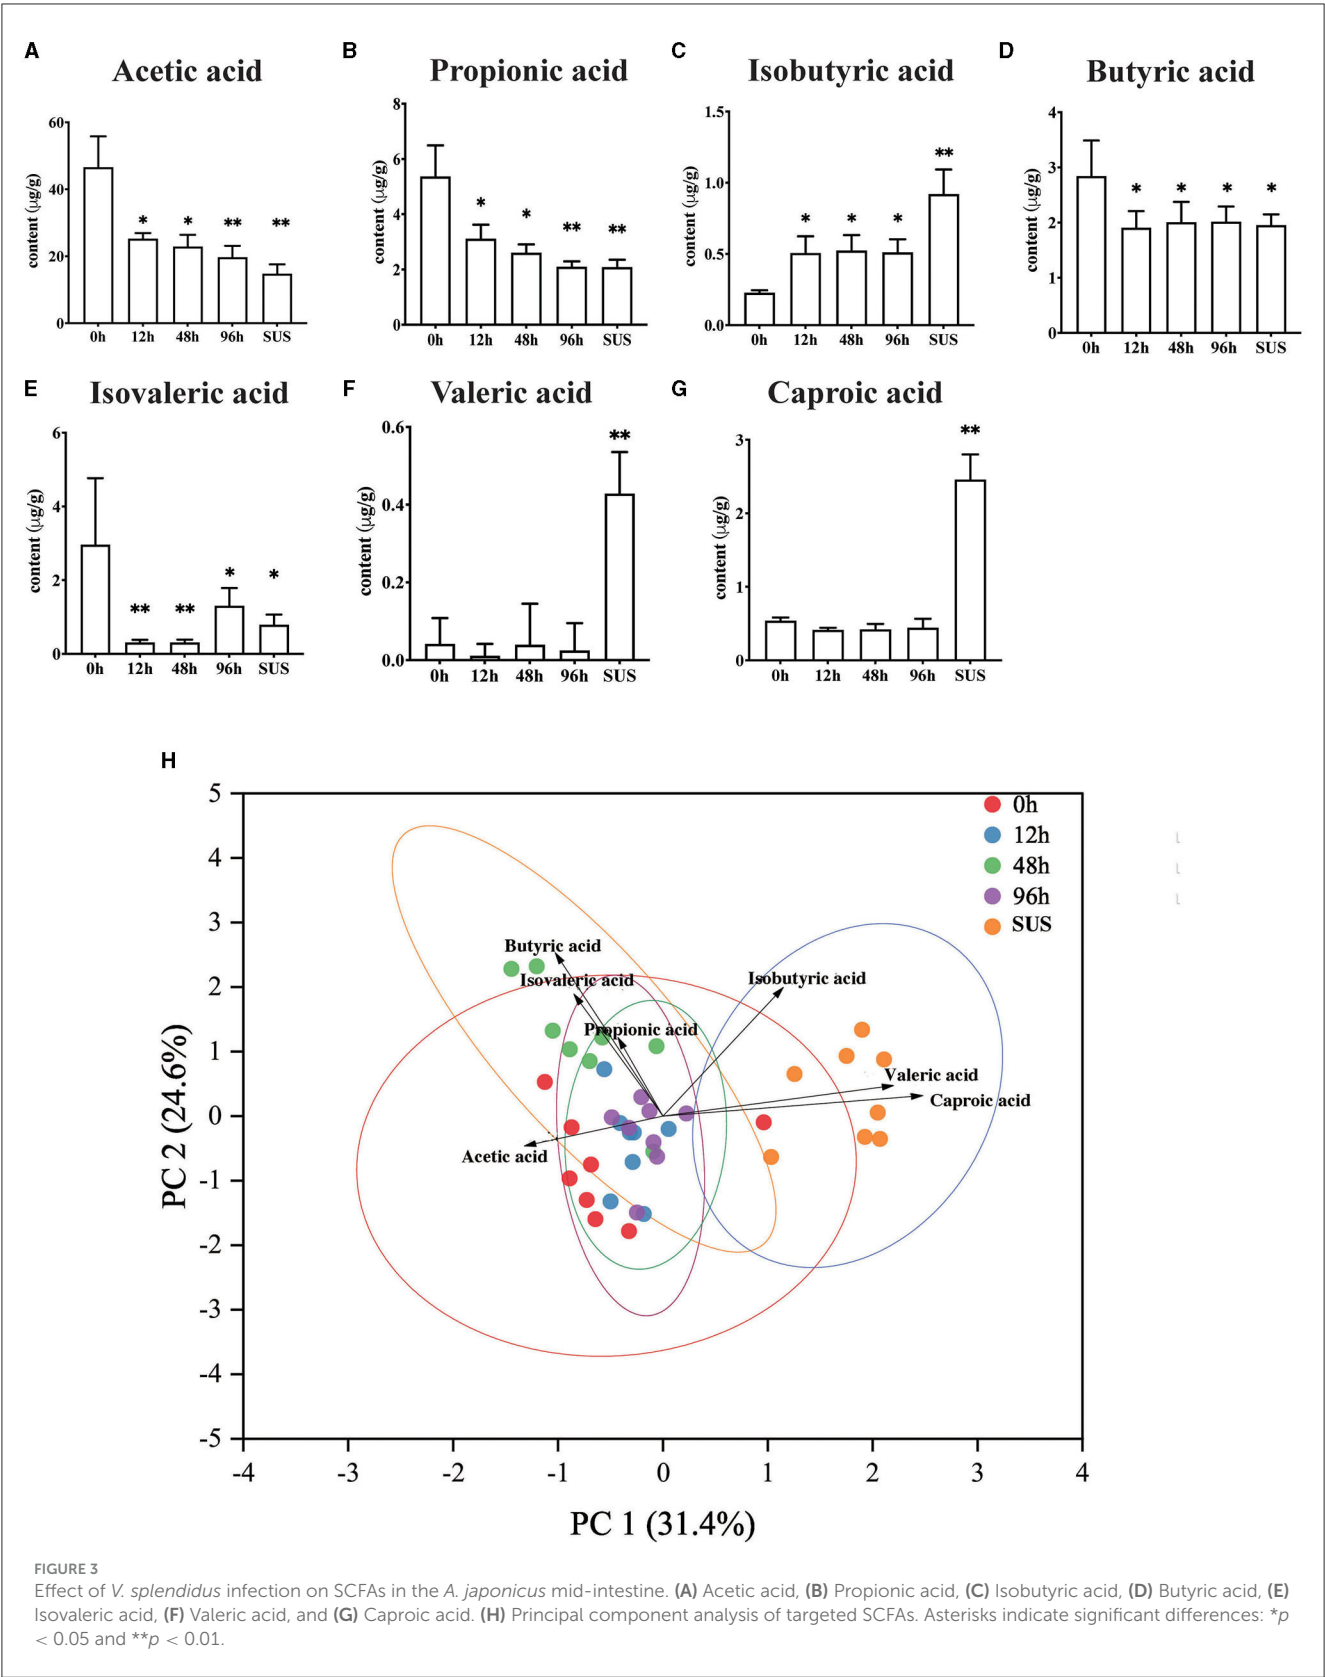 A
Acetic acid
content (μg/g)
60
40
20
0
0h 12h 48h 96h SUS
* * ** **
B
Propionic acid
content (μg/g)
8
6
4
2
0
0h 12h 48h 96h SUS
* * ** **
C
Isobutyric acid
content (μg/g)
1.5
1.0
0.5
0.0
0h 12h 48h 96h SUS
* * * **
D
Butyric acid
content (μg/g)
4
3
2
1
0
0h 12h 48h 96h SUS
* * * *
E
Isovaleric acid
content (μg/g)
6
4
2
0
0h 12h 48h 96h SUS
** ** * *
F
Valeric acid
content (μg/g)
0.6
0.4
0.2
0.0
0h 12h 48h 96h SUS
**
G
Caproic acid
content (μg/g)
3
2
1
0
0h 12h 48h 96h SUS
**
H
PC 2 (24.6%)
5
4
3
2
1
0
-1
-2
-3
-4
-5
0h
12h
48h
96h
SUS
Butyric acid
Isovaleric acid
Isobutyric acid
Propionic acid
Valeric acid
Caproic acid
Acetic acid
-4 -3 -2 -1 0 1 2 3 4
PC 1 (31.4%)
FIGURE 3
Effect of V. splendidus infection on SCFAs in the A. japonicus mid-intestine. (A) Acetic acid, (B) Propionic acid, (C) Isobutyric acid, (D) Butyric acid, (E)
Isovaleric acid, (F) Valeric acid, and (G) Caproic acid. (H) Principal component analysis of targeted SCFAs. Asterisks indicate significant differences: *p
< 0.05 and **p < 0.01.